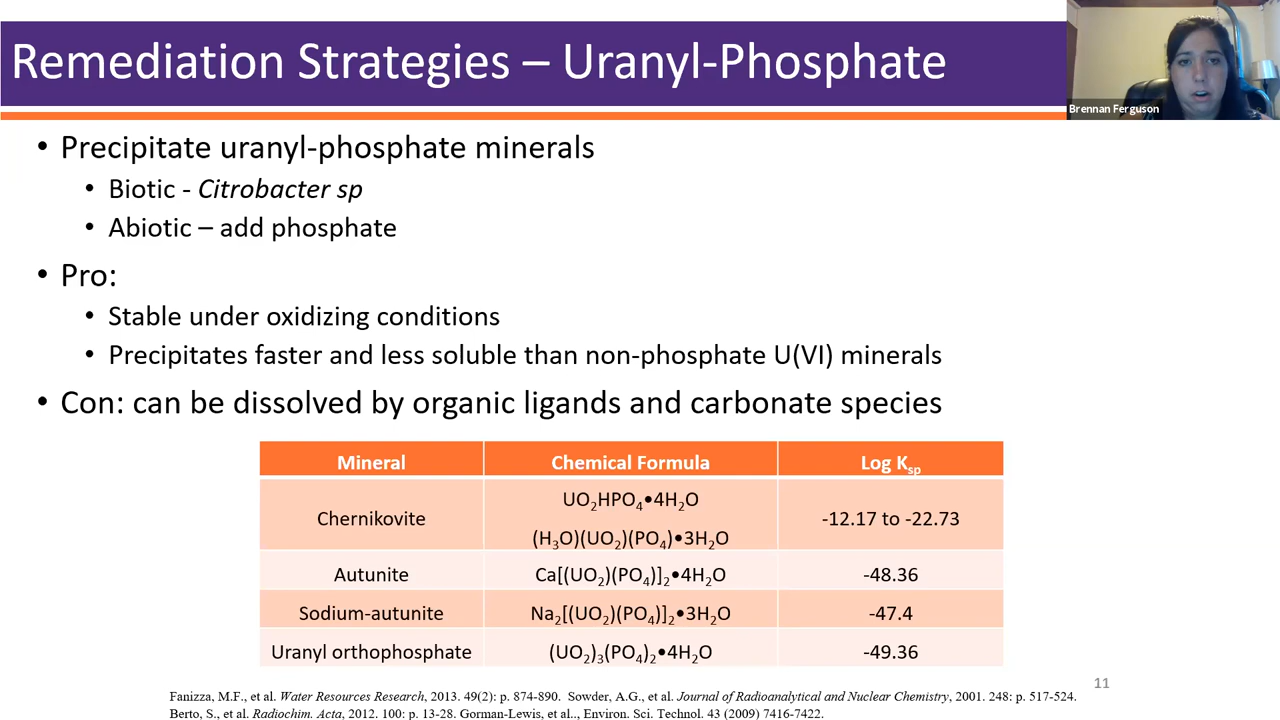 Remediation Strategies – Uranyl-Phosphate
Brennan Ferguson
• Precipitate uranyl-phosphate minerals
• Biotic - Citrobacter sp
• Abiotic – add phosphate
• Pro:
• Stable under oxidizing conditions
• Precipitates faster and less soluble than non-phosphate U(VI) minerals
• Con: can be dissolved by organic ligands and carbonate species
Mineral Chemical Formula Log Ksp
Chernikovite UO₂HPO₄•4H₂O -12.17 to -22.73
(H₃O)(UO₂)(PO₄)•3H₂O
Autunite Ca[(UO₂)(PO₄)]₂•4H₂O -48.36
Sodium-autunite Na₂[(UO₂)(PO₄)]₂•3H₂O -47.4
Uranyl orthophosphate (UO₂)₃(PO₄)₂•4H₂O -49.36
11
Fanizza, M.F., et al. Water Resources Research, 2013. 49(2): p. 874-890. Sowder, A.G., et al. Journal of Radioanalytical and Nuclear Chemistry, 2001. 248: p. 517-524.
Berto, S., et al. Radiochim. Acta, 2012. 100: p. 13-28. Gorman-Lewis, et al.., Environ. Sci. Technol. 43 (2009) 7416-7422.